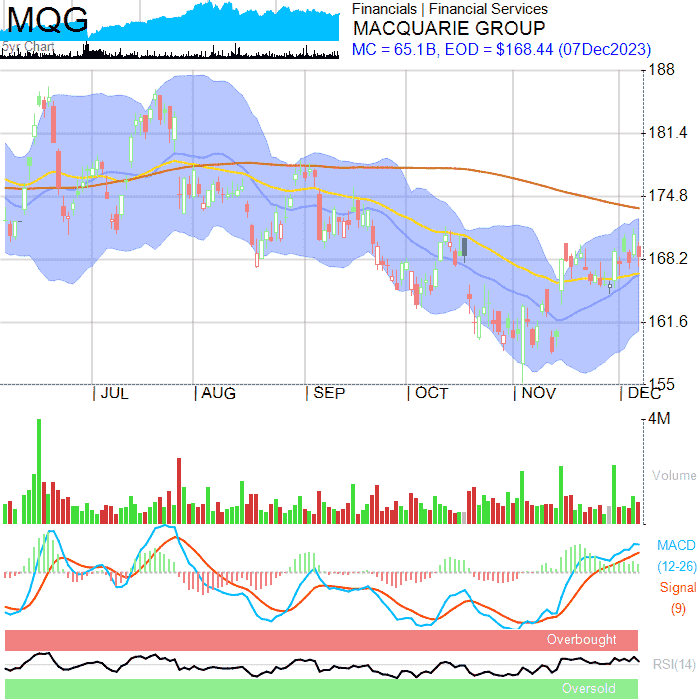 MQG
5yr Chart
Financials | Financial Services
MACQUARIE GROUP
MC = 65.1B, EOD = $168.44 (07Dec2023)
188
181.4
174.8
168.2
161.6
155
JUL
AUG
SEP
OCT
NOV
DEC
4M
Volume
MACD
(12-26)
Signal
(9)
Overbought
RSI(14)
Oversold